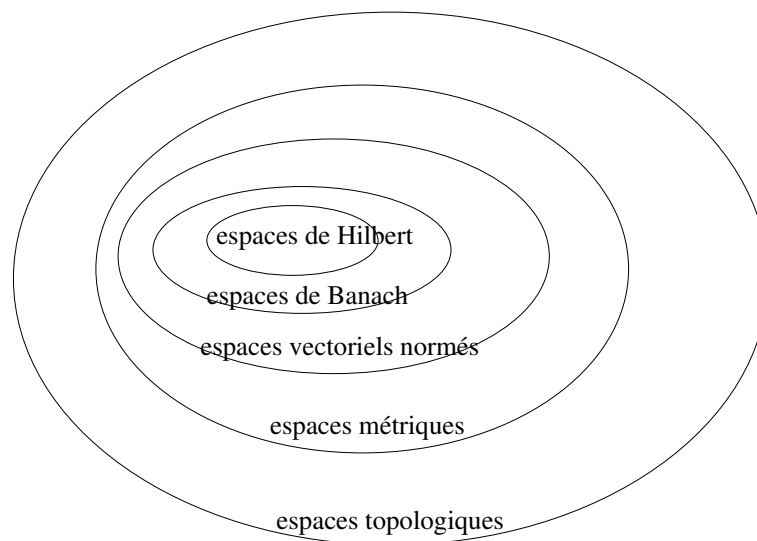 espaces de Hilbert
espaces de Banach
espaces vectoriels normés
espaces métriques
espaces topologiques